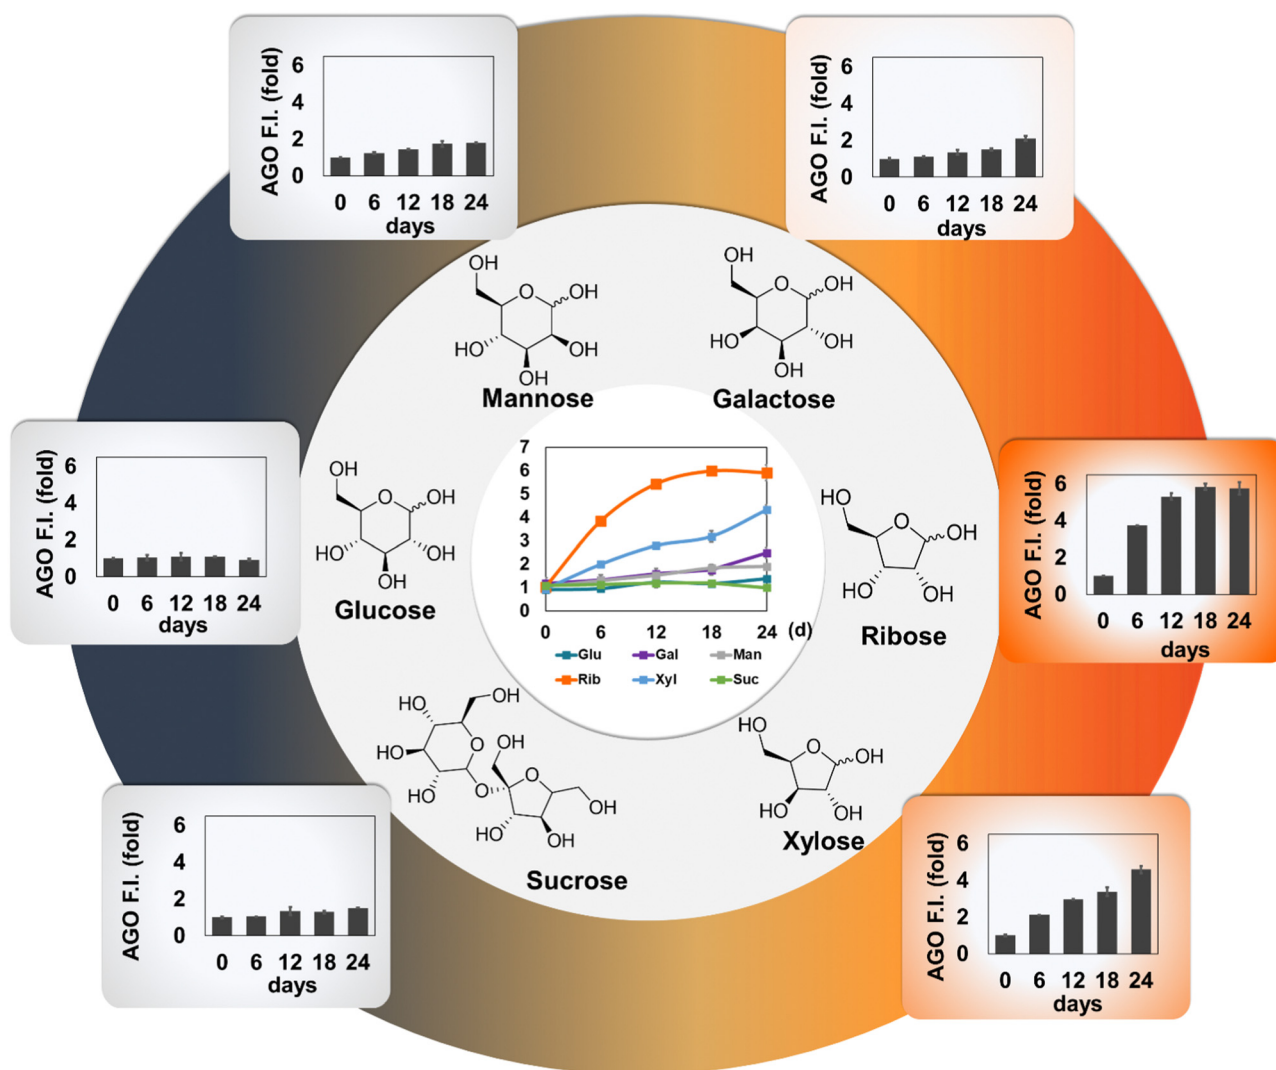 AGO F.I. (fold)
6
4
2
0
0 6 12 18 24
days
AGO F.I. (fold)
6
4
2
0
0 6 12 18 24
days
OH
O
OH
HO
OH
OH
Mannose
OH
O
OH
HO
OH
OH
Galactose
AGO F.I. (fold)
6
4
2
0
0 6 12 18 24
days
OH
O
OH
HO
OH
OH
Glucose
7
6
5
4
3
2
1
0
0 6 12 18 24 (d)
Glu Gal Man
Rib Xyl Suc
HO
O
OH
HO
OH
Ribose
AGO F.I. (fold)
6
4
2
0
0 6 12 18 24
days
OH
HO
HO
O
OH
HO
O
O
OH
HO
OH
Sucrose
HO
O
OH
HO
OH
Xylose
AGO F.I. (fold)
6
4
2
0
0 6 12 18 24
days
AGO F.I. (fold)
6
4
2
0
0 6 12 18 24
days